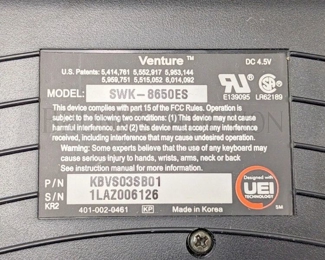 Venture™
DC 4.5V
U.S. Patents: 5,414,761 5,552,917 5,953,144
5,959,751 5,515,052 6,014,092
MODEL: SWK-8650ES
E139095 LR62189
This device complies with part 15 of the FCC Rules. Operation is
subject to the following two conditions: (1) This device may not cause
harmful interference, and (2) this device must accept any interference
received, including interference that may cause undesired operation.
Warning: Some experts believe that the use of any keyboard may
cause serious injury to hands, wrists, arms, neck or back.
See instruction manual for more information.
P/N KBVS03SB01
S/N 1LAZ006126
KR2 401-002-0461 KP Made in Korea
Designed with
UEI
TECHNOLOGY
SM